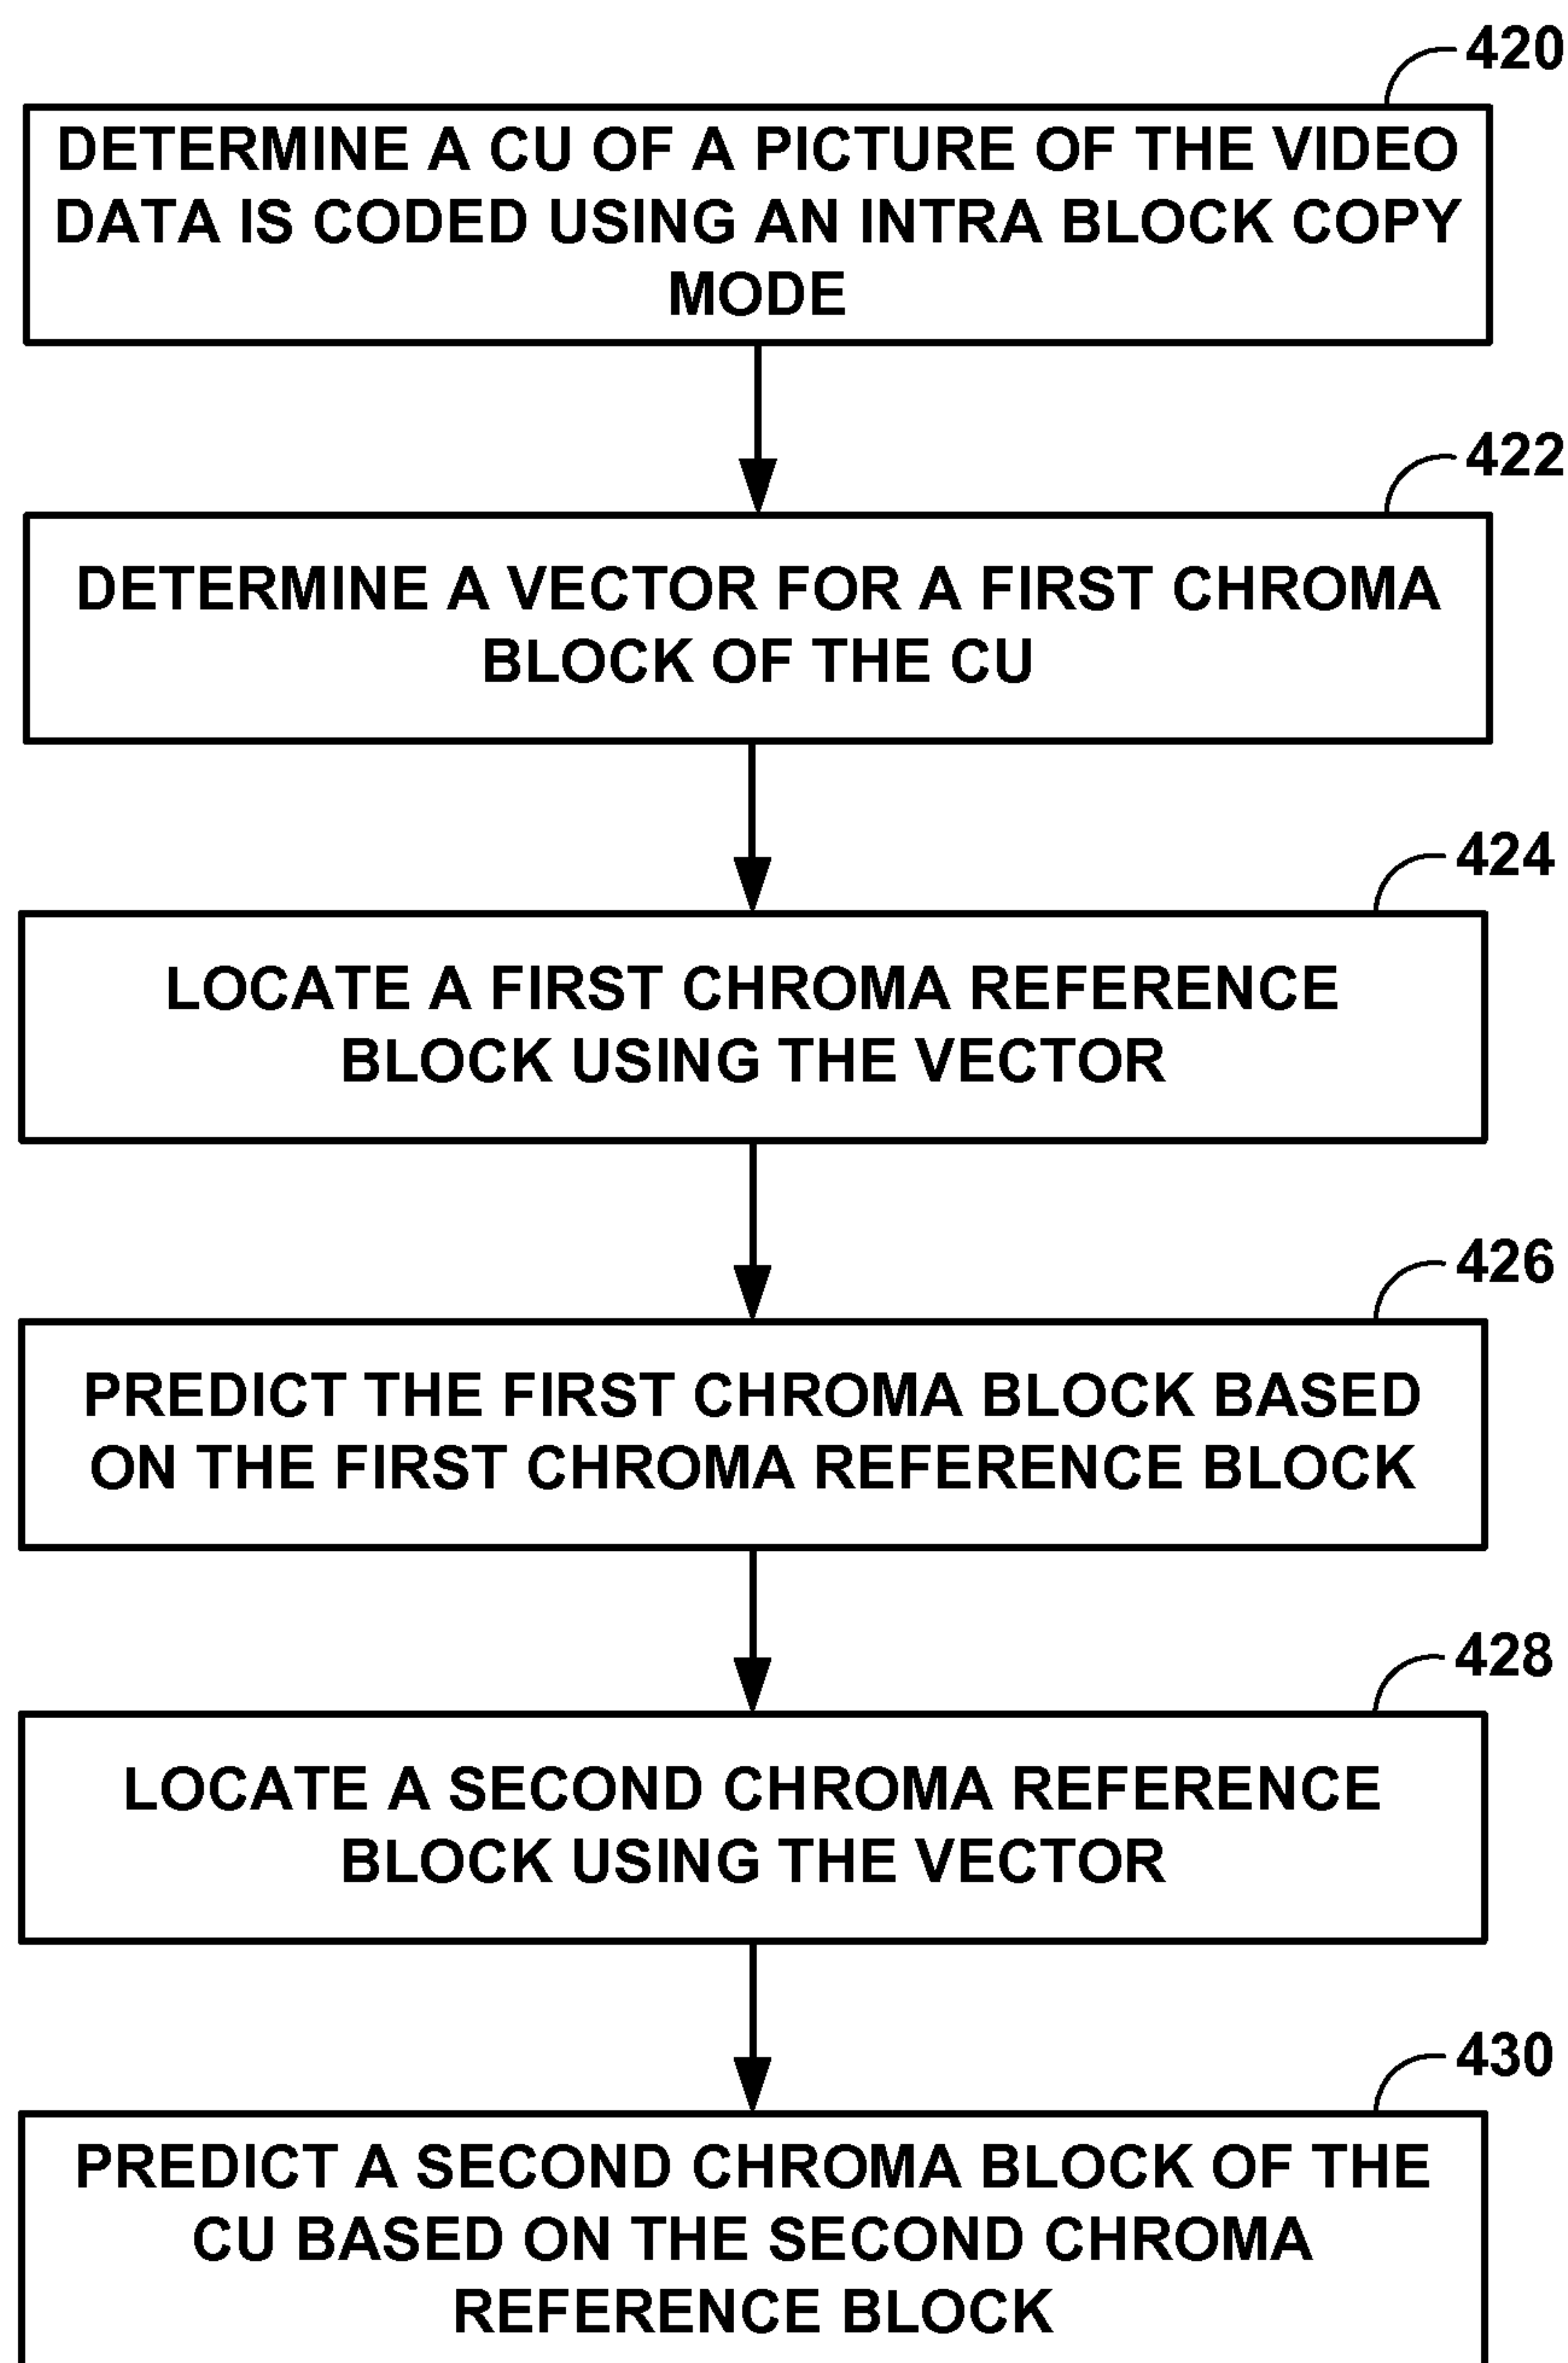 420
DETERMINE A CU OF A PICTURE OF THE VIDEO
DATA IS CODED USING AN INTRA BLOCK COPY
MODE
422
DETERMINE A VECTOR FOR A FIRST CHROMA
BLOCK OF THE CU
424
LOCATE A FIRST CHROMA REFERENCE
BLOCK USING THE VECTOR
426
PREDICT THE FIRST CHROMA BLOCK BASED
ON THE FIRST CHROMA REFERENCE BLOCK
428
LOCATE A SECOND CHROMA REFERENCE
BLOCK USING THE VECTOR
430
PREDICT A SECOND CHROMA BLOCK OF THE
CU BASED ON THE SECOND CHROMA
REFERENCE BLOCK